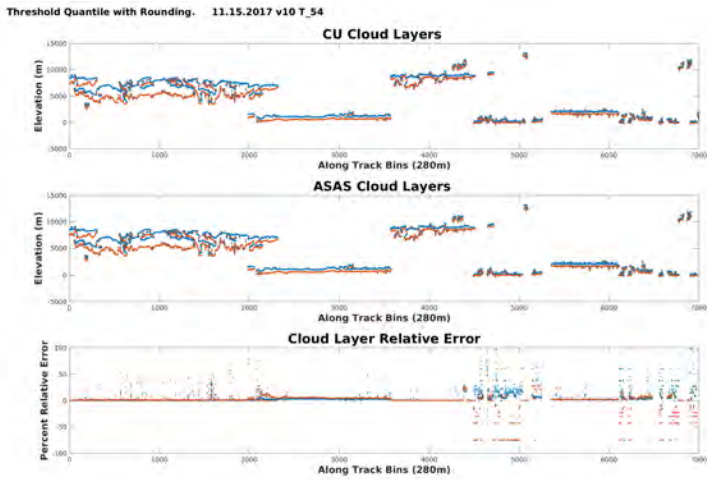 Threshold Quantile with Rounding. 11.15.2017 v10 T_54
CU Cloud Layers
Elevation (m)
15000
10000
5000
0
-5000
0 1000 2000 3000 4000 5000 6000 7000
Along Track Bins (280m)
ASAS Cloud Layers
Elevation (m)
15000
10000
5000
0
-5000
0 1000 2000 3000 4000 5000 6000 7000
Along Track Bins (280m)
Cloud Layer Relative Error
Percent Relative Error
100
50
0
-50
-100
0 1000 2000 3000 4000 5000 6000 7000
Along Track Bins (280m)